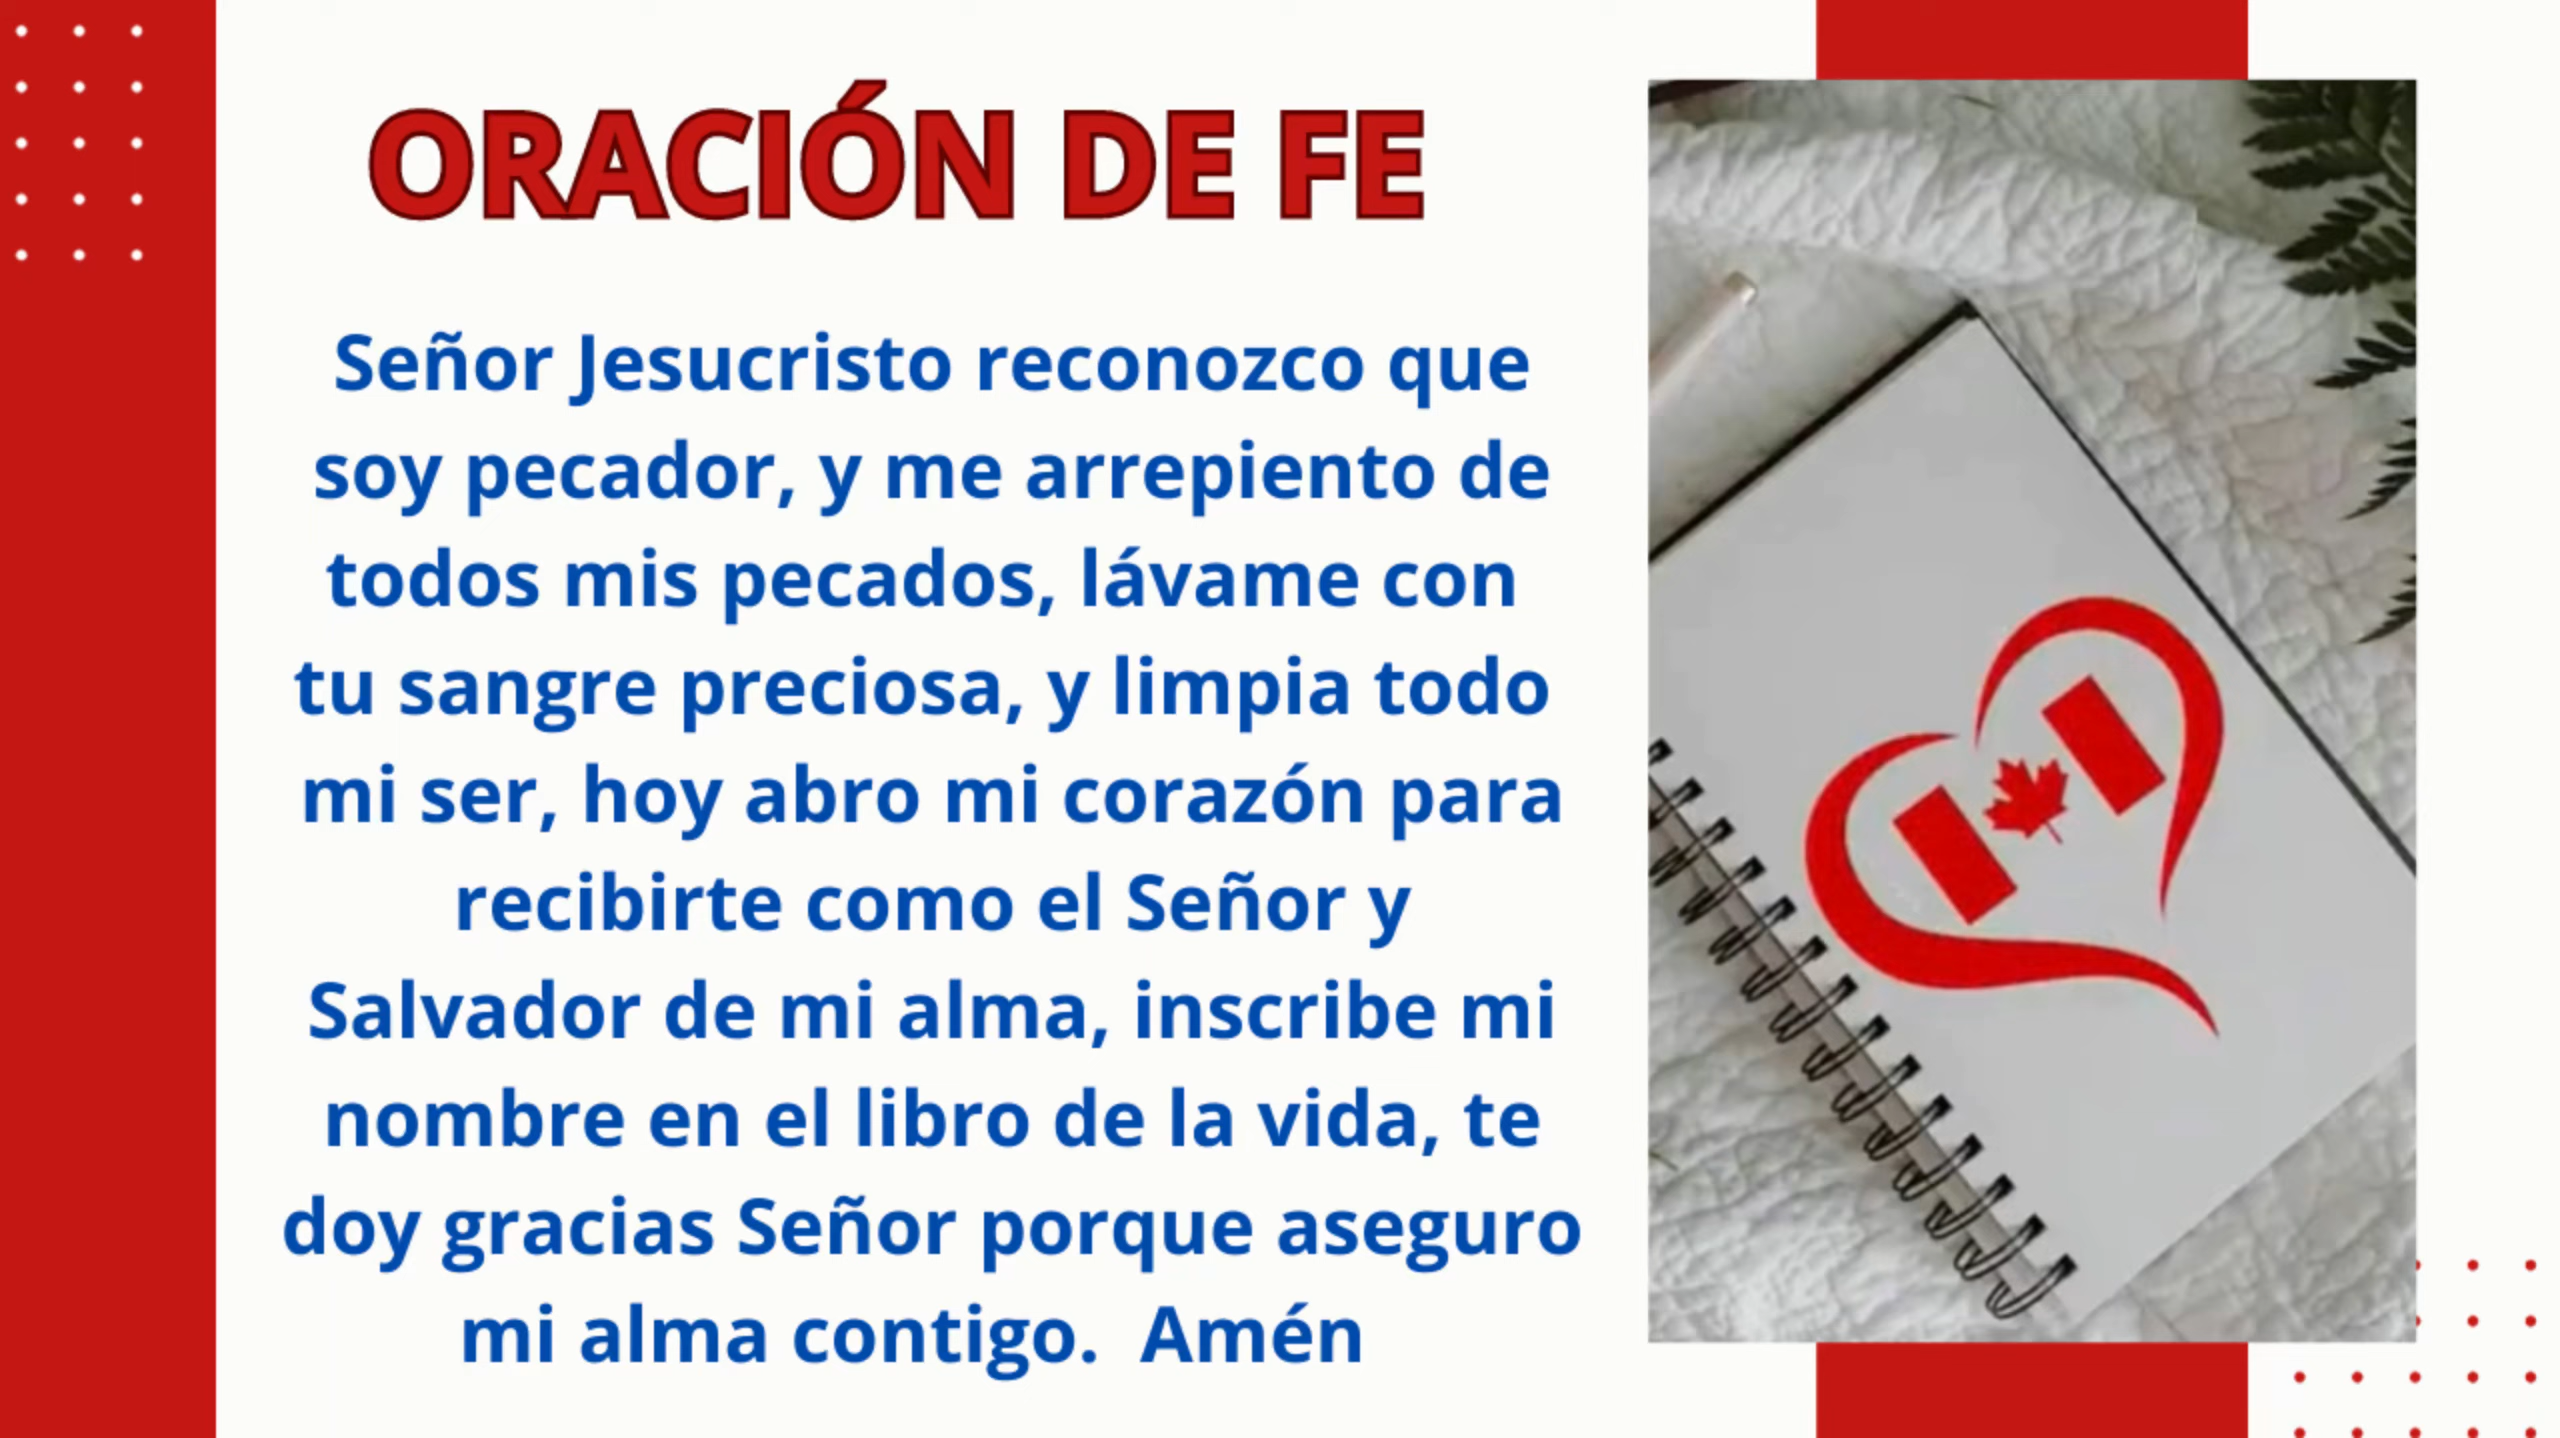 ORACIÓN DE FE
Señor Jesucristo reconozco que
soy pecador, y me arrepiento de
todos mis pecados, lávame con
tu sangre preciosa, y limpia todo
mi ser, hoy abro mi corazón para
recibirte como el Señor y
Salvador de mi alma, inscribe mi
nombre en el libro de la vida, te
doy gracias Señor porque aseguro
mi alma contigo.  Amén